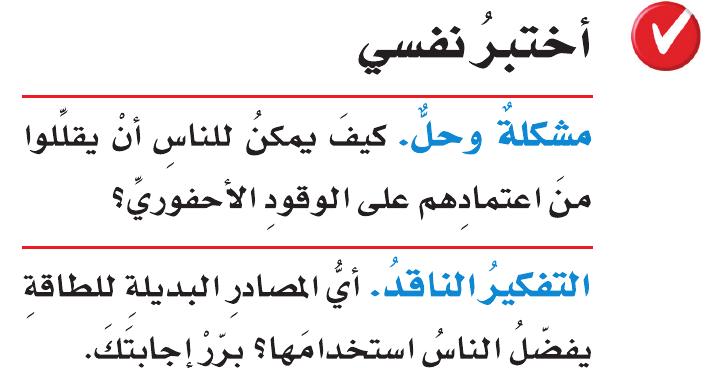 أختبرُ نفسي
مشكلةٌ وحلٌّ. كيفَ يمكنُ للناسِ أنْ يقلِّلوا
منَ اعتمادِهم على الوقودِ الأحفوريِّ؟
التفكيرُ الناقدُ. أيُّ المصادرِ البديلةِ للطاقةِ
يفضّلُ الناسُ استخدامَها؟ برّرْ إجابتَكَ.